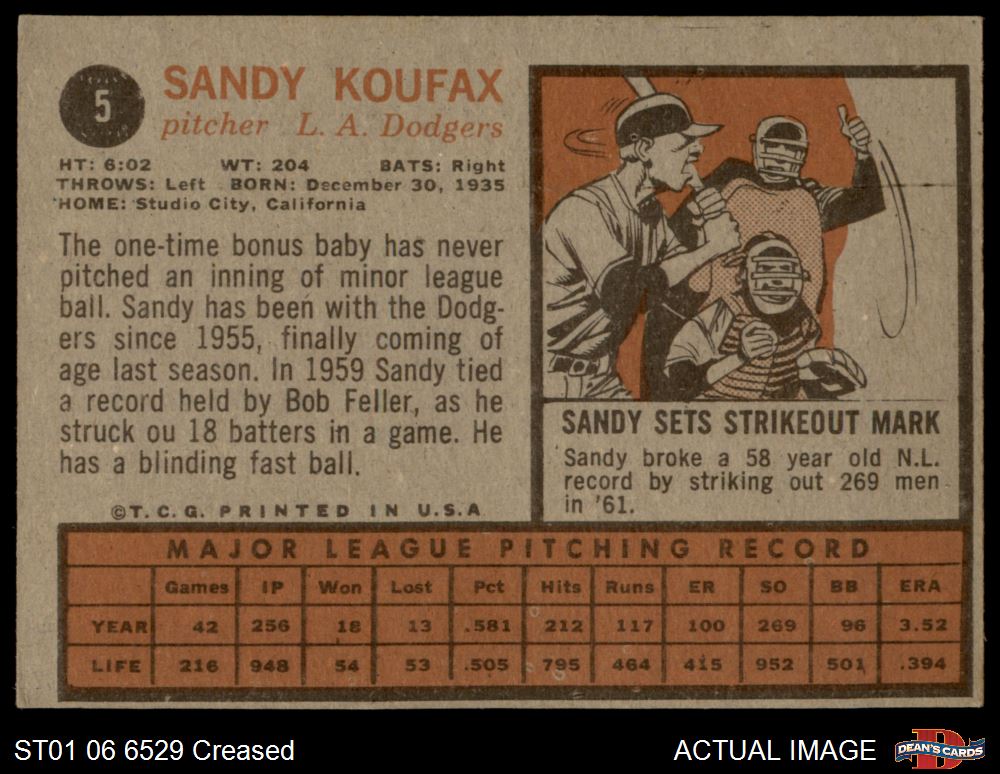 5
SANDY KOUFAX
pitcher L. A. Dodgers
HT: 6:02 WT: 204 BATS: Right
THROWS: Left BORN: December 30, 1935
HOME: Studio City, California
The one-time bonus baby has never
pitched an inning of minor league
ball. Sandy has been with the Dodg-
ers since 1955, finally coming of
age last season. In 1959 Sandy tied
a record held by Bob Feller, as he
struck ou 18 batters in a game. He
has a blinding fast ball.
©T.C.G. PRINTED IN U.S.A
SANDY SETS STRIKEOUT MARK
Sandy broke a 58 year old N.L.
record by striking out 269 men
in '61.
MAJOR LEAGUE PITCHING RECORD
Games IP Won Lost Pct Hits Runs ER SO BB ERA
YEAR 42 256 18 13 .581 212 117 100 269 96 3.52
LIFE 216 948 54 53 .505 795 464 415 952 501 .394
ST01 06 6529 Creased
ACTUAL IMAGE
DEAN'S CARDS